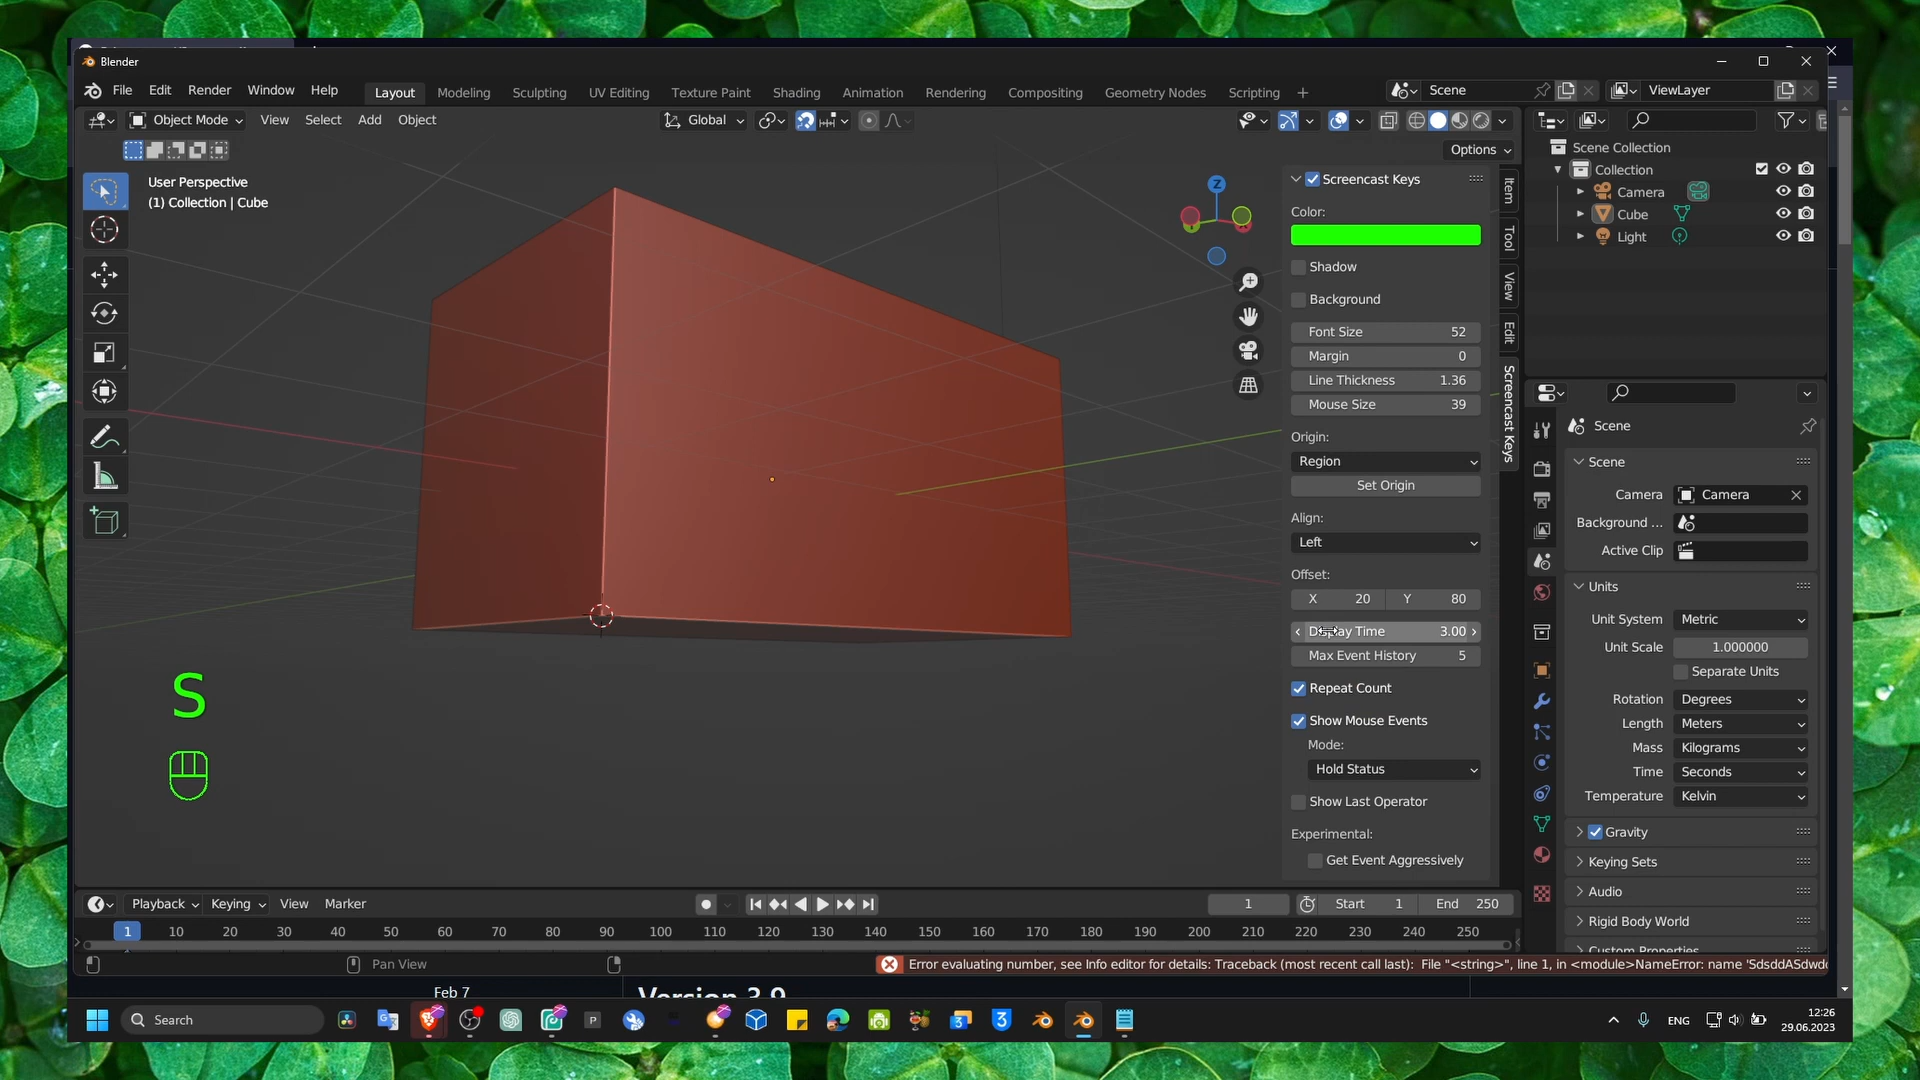 Blender
File Edit Render Window Help Layout Modeling Sculpting UV Editing Texture Paint Shading Animation Rendering Compositing Geometry Nodes Scripting + Scene ViewLayer
Object Mode View Select Add Object Global
Options
User Perspective
(1) Collection | Cube
Z
Screencast Keys
Color:
Shadow
Background
Font Size 52
Margin 0
Line Thickness 1.36
Mouse Size 39
Origin:
Region
Set Origin
Align:
Left
Offset:
X 20 Y 80
Display Time 3.00
Max Event History 5
Repeat Count
Show Mouse Events
Mode:
Hold Status
Show Last Operator
Experimental:
Get Event Aggressively
Item
Tool
View
Edit
Screencast Keys
Scene Collection
Collection
Camera
Cube
Light
Scene
Scene
Camera Camera
Background ...
Active Clip
Units
Unit System Metric
Unit Scale 1.000000
Separate Units
Rotation Degrees
Length Meters
Mass Kilograms
Time Seconds
Temperature Kelvin
Gravity
Keying Sets
Audio
Rigid Body World
Custom Properties
S
Playback Keying View Marker 1 Start 1 End 250
1 10 20 30 40 50 60 70 80 90 100 110 120 130 140 150 160 170 180 190 200 210 220 230 240 250
Pan View
Error evaluating number, see Info editor for details: Traceback (most recent call last): File "<string>", line 1, in <module>NameError: name 'SdsddASdwd
Feb 7
Version 3.9
Search
ENG
12:26
29.06.2023